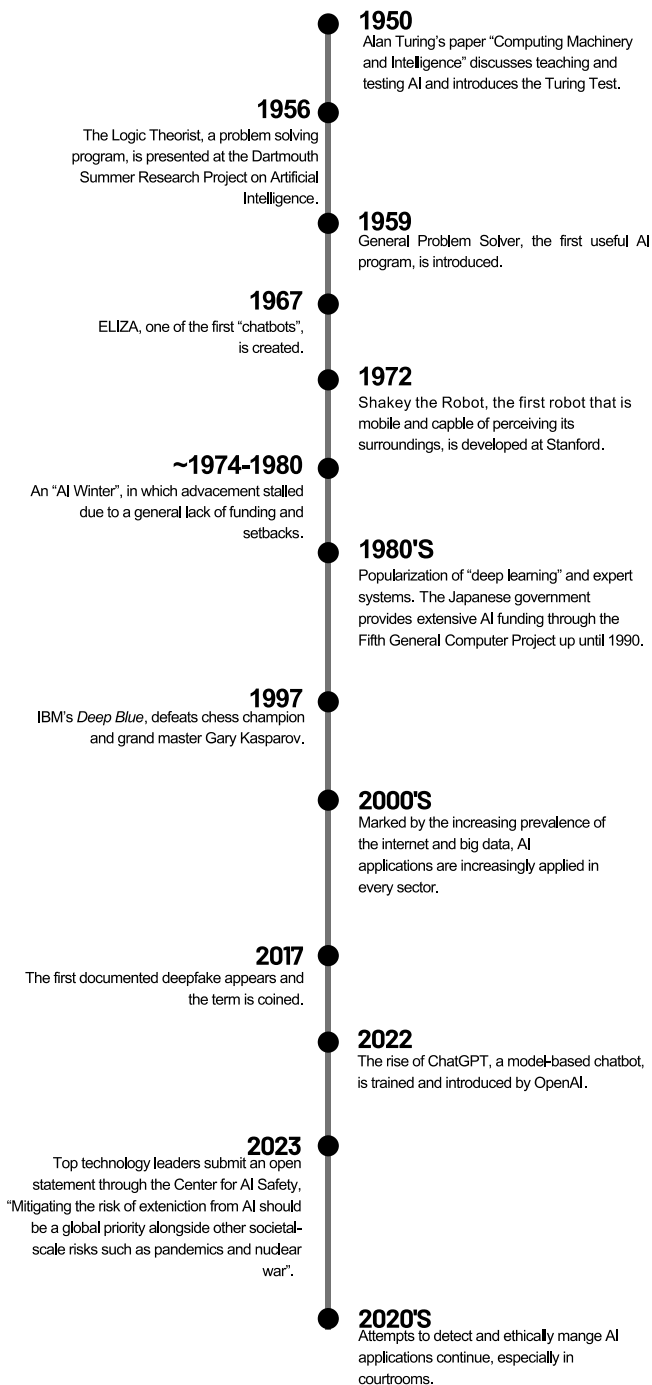 1950
Alan Turing's paper “Computing Machinery
and Intelligence” discusses teaching and
testing AI and introduces the Turing Test.
1956
The Logic Theorist, a problem solving
program, is presented at the Dartmouth
Summer Research Project on Artificial
Intelligence.
1959
General Problem Solver, the first useful AI
program, is introduced.
1967
ELIZA, one of the first “chatbots”,
is created.
1972
Shakey the Robot, the first robot that is
mobile and capble of perceiving its
surroundings, is developed at Stanford.
~1974-1980
An “AI Winter”, in which advacement stalled
due to a general lack of funding and
setbacks.
1980'S
Popularization of “deep learning” and expert
systems. The Japanese government
provides extensive AI funding through the
Fifth General Computer Project up until 1990.
1997
IBM's Deep Blue, defeats chess champion
and grand master Gary Kasparov.
2000'S
Marked by the increasing prevalence of
the internet and big data, AI
applications are increasingly applied in
every sector.
2017
The first documented deepfake appears and
the term is coined.
2022
The rise of ChatGPT, a model-based chatbot,
is trained and introduced by OpenAI.
2023
Top technology leaders submit an open
statement through the Center for AI Safety,
“Mitigating the risk of exteniction from AI should
be a global priority alongside other societal-
scale risks such as pandemics and nuclear
war”.
2020'S
Attempts to detect and ethically mange AI
applications continue, especially in
courtrooms.